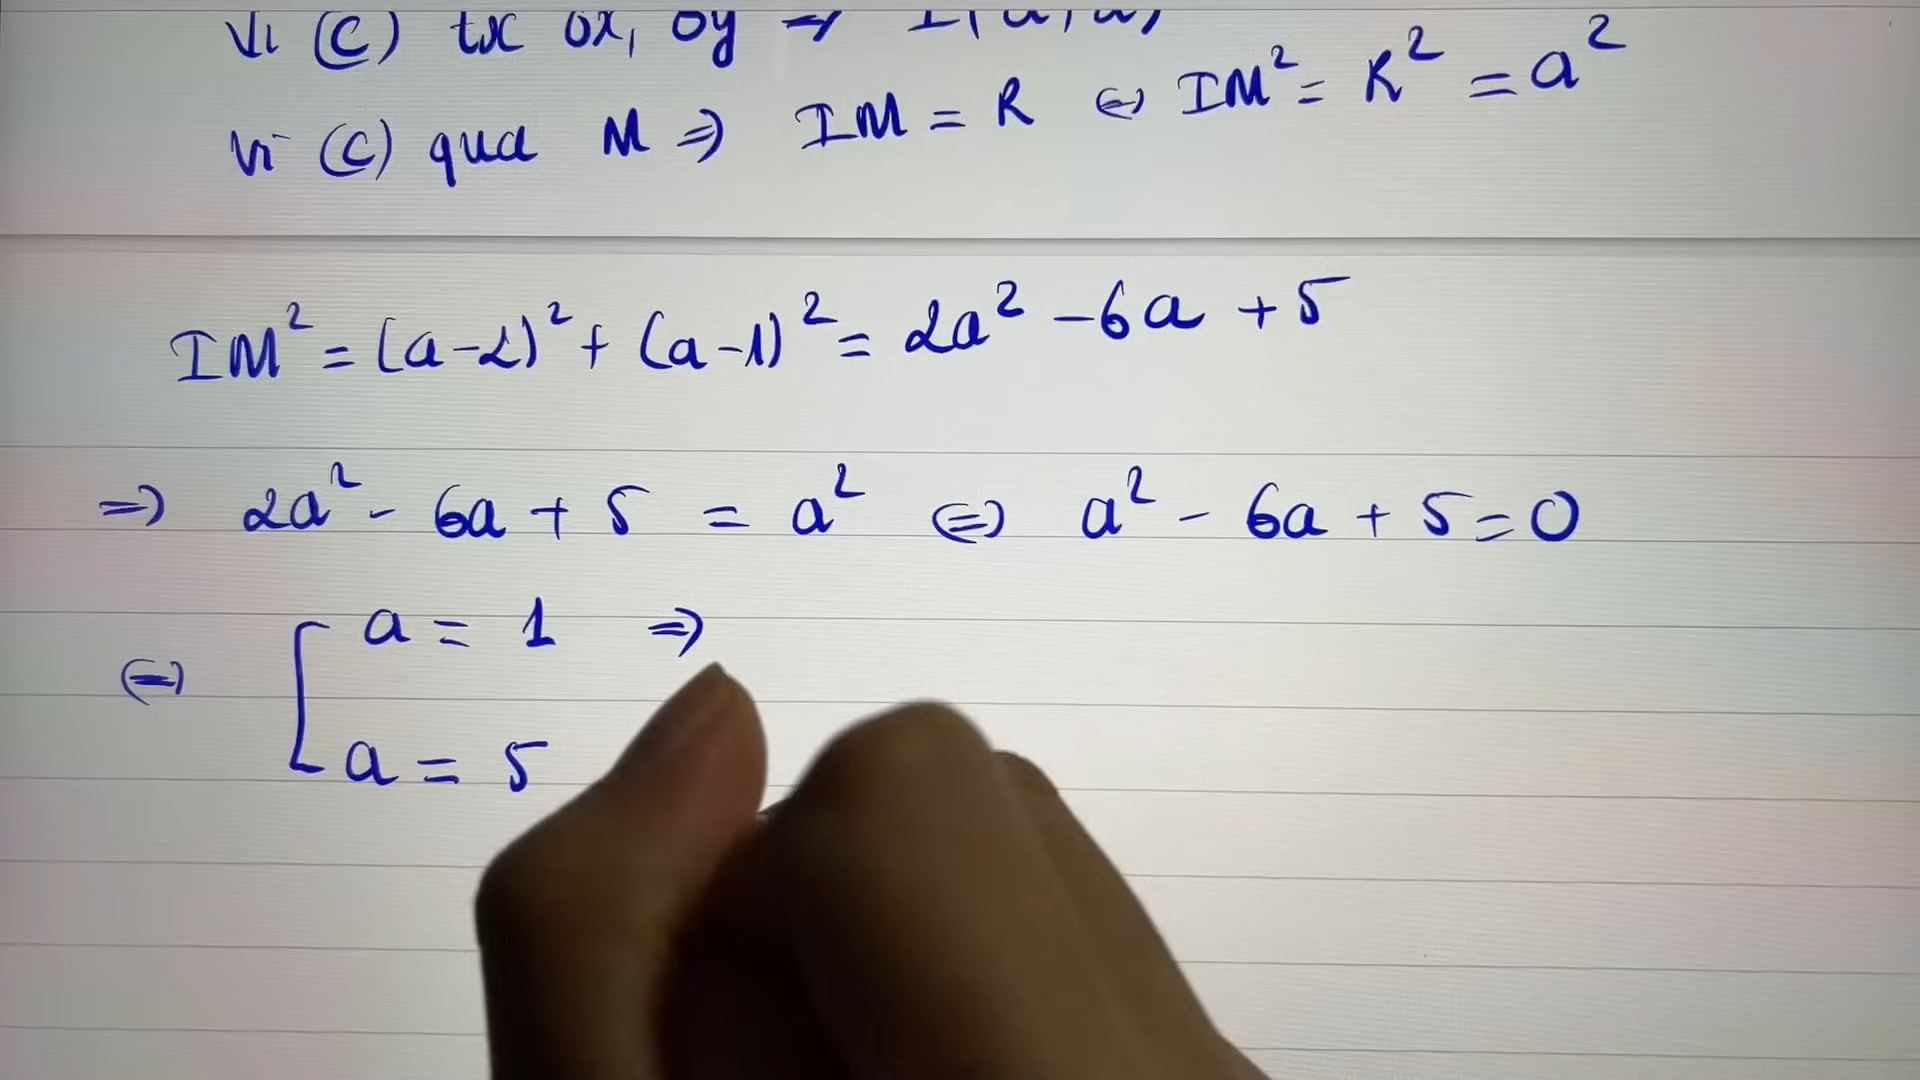 Vì (C) tx Ox, Oy ⇒ I(a, a)
Vì (C) qua M ⇒ IM = R ⇔ IM² = R² = a²
IM² = (a-2)² + (a-1)² = 2a² - 6a + 5
⇒ 2a² - 6a + 5 = a² ⇔ a² - 6a + 5 = 0
⇔ [ a = 1 ⇒
a = 5